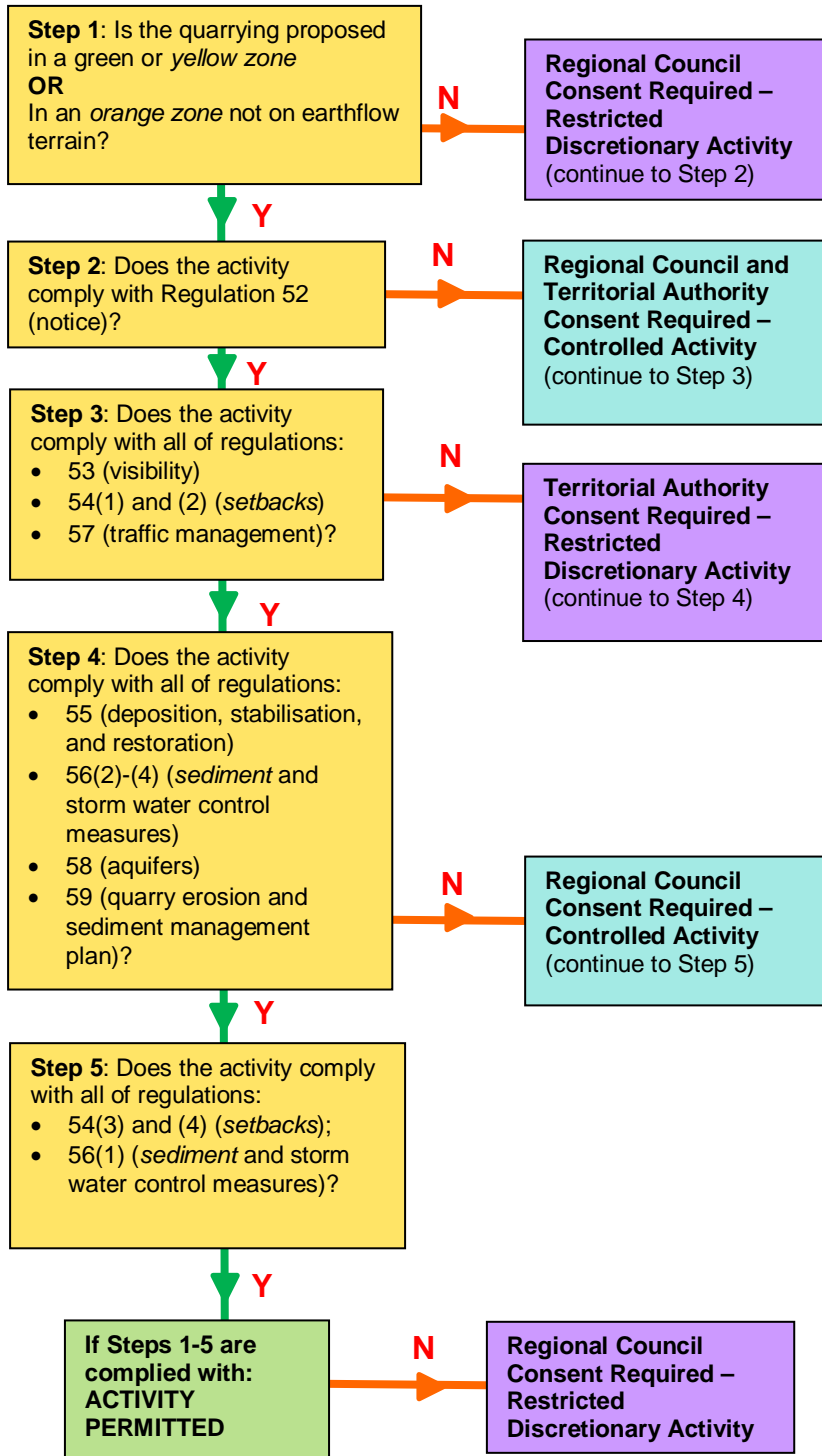 Step 1: Is the quarrying proposed
in a green or yellow zone
OR
In an orange zone not on earthflow
terrain?
N
Regional Council
Consent Required –
Restricted
Discretionary Activity
(continue to Step 2)
Y
Step 2: Does the activity
comply with Regulation 52
(notice)?
N
Regional Council and
Territorial Authority
Consent Required –
Controlled Activity
(continue to Step 3)
Y
Step 3: Does the activity
comply with all of regulations:
• 53 (visibility)
• 54(1) and (2) (setbacks)
• 57 (traffic management)?
N
Territorial Authority
Consent Required –
Restricted
Discretionary Activity
(continue to Step 4)
Y
Step 4: Does the activity
comply with all of regulations:
• 55 (deposition, stabilisation,
and restoration)
• 56(2)-(4) (sediment and
storm water control
measures)
• 58 (aquifers)
• 59 (quarry erosion and
sediment management
plan)?
N
Regional Council
Consent Required –
Controlled Activity
(continue to Step 5)
Y
Step 5: Does the activity comply
with all of regulations:
• 54(3) and (4) (setbacks);
• 56(1) (sediment and storm
water control measures)?
Y
If Steps 1-5 are
complied with:
ACTIVITY
PERMITTED
N
Regional Council
Consent Required –
Restricted
Discretionary Activity